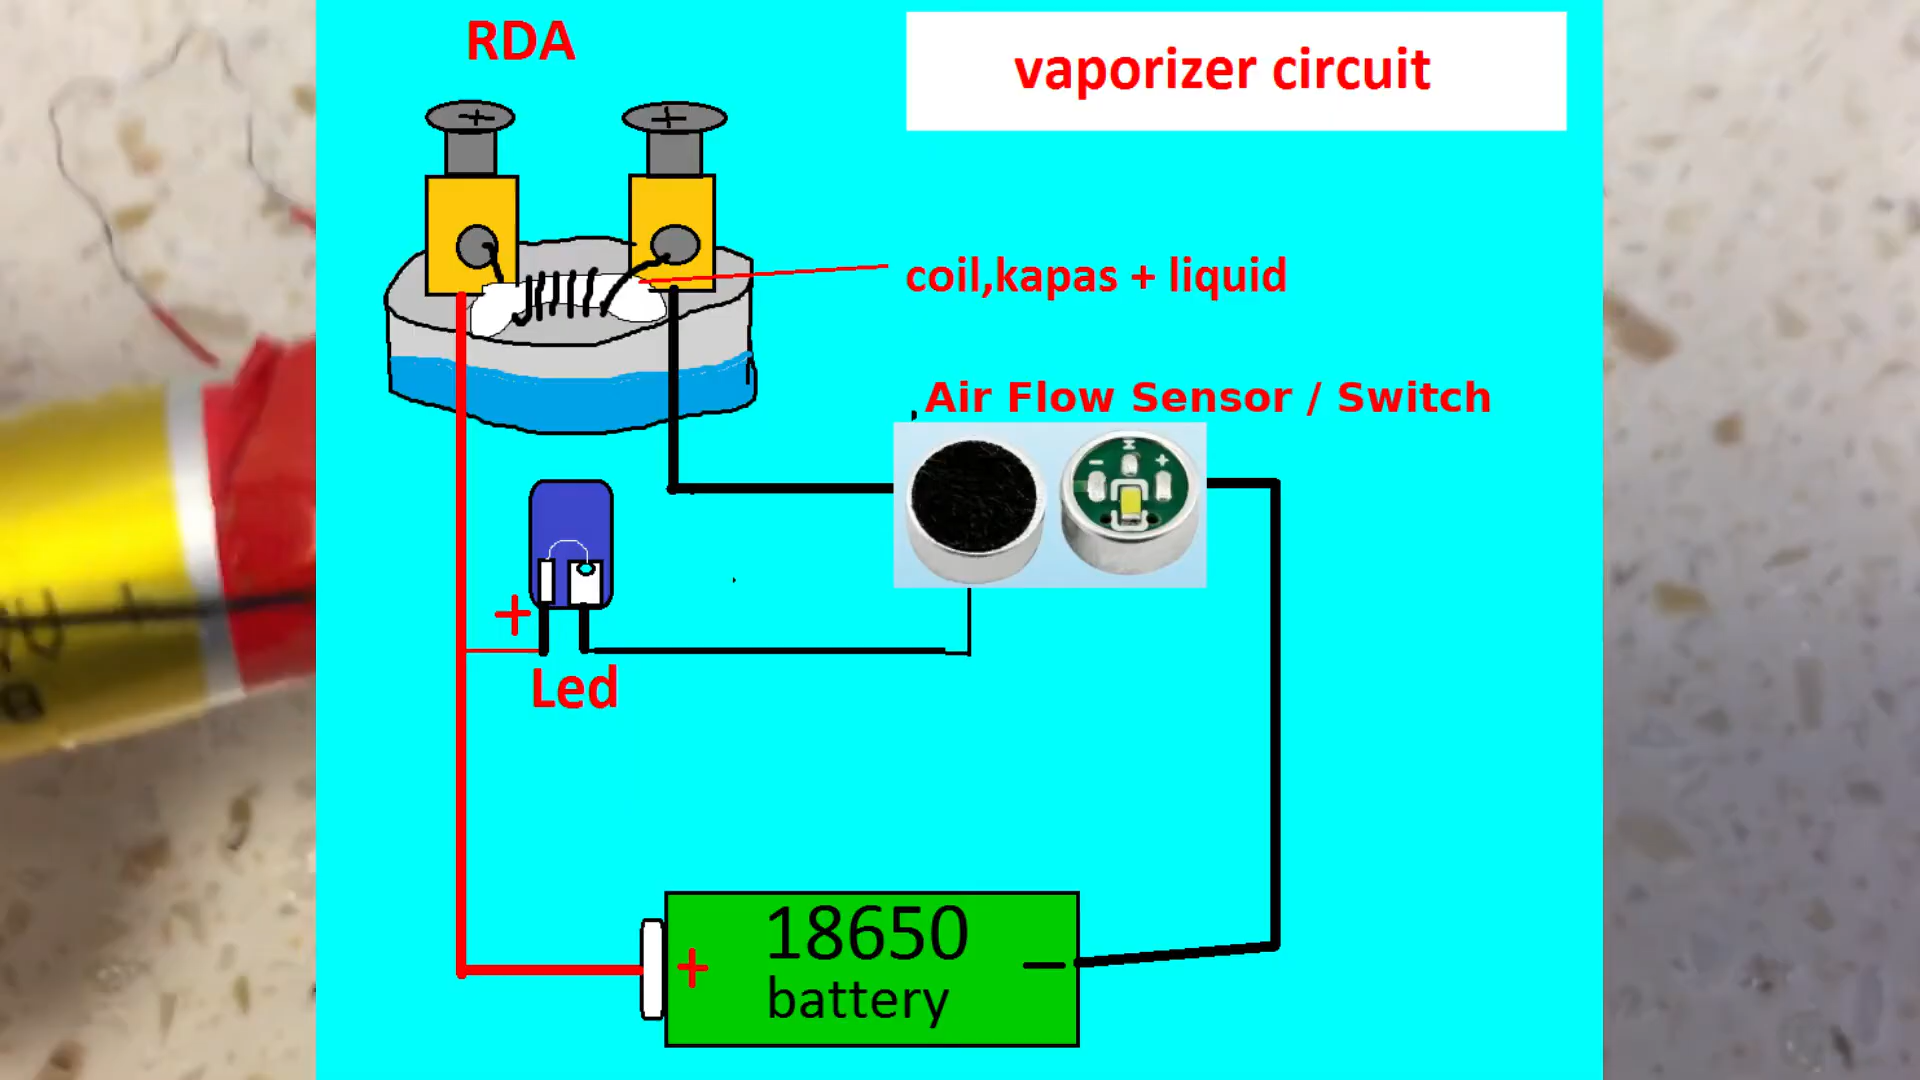 RDA
vaporizer circuit
coil,kapas + liquid
Air Flow Sensor / Switch
- +
+
Led
18650
+ —
battery